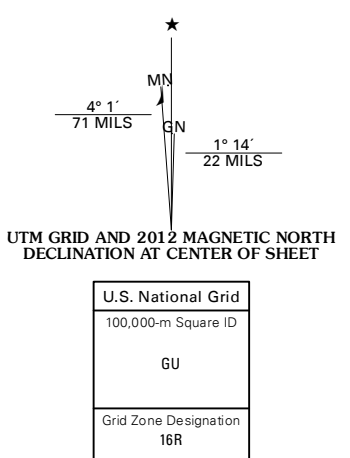 ★
MN
4° 1´
71 MILS
GN
1° 14´
22 MILS
UTM GRID AND 2012 MAGNETIC NORTH
DECLINATION AT CENTER OF SHEET
U.S. National Grid
100,000-m Square ID
GU
Grid Zone Designation
16R